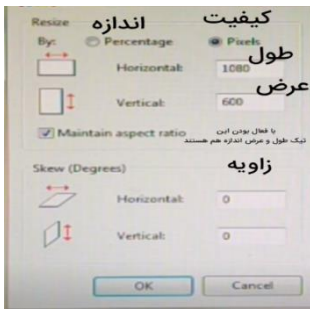 Resize اندازه کیفیت
By: Percentage Pixels
طول
Horizontal: 1080
عرض
Vertical: 600
Maintain aspect ratio با فعال بودن این
تیک طول و عرض اندازه هم هستند
Skew (Degrees) زاویه
Horizontal: 0
Vertical: 0
OK Cancel